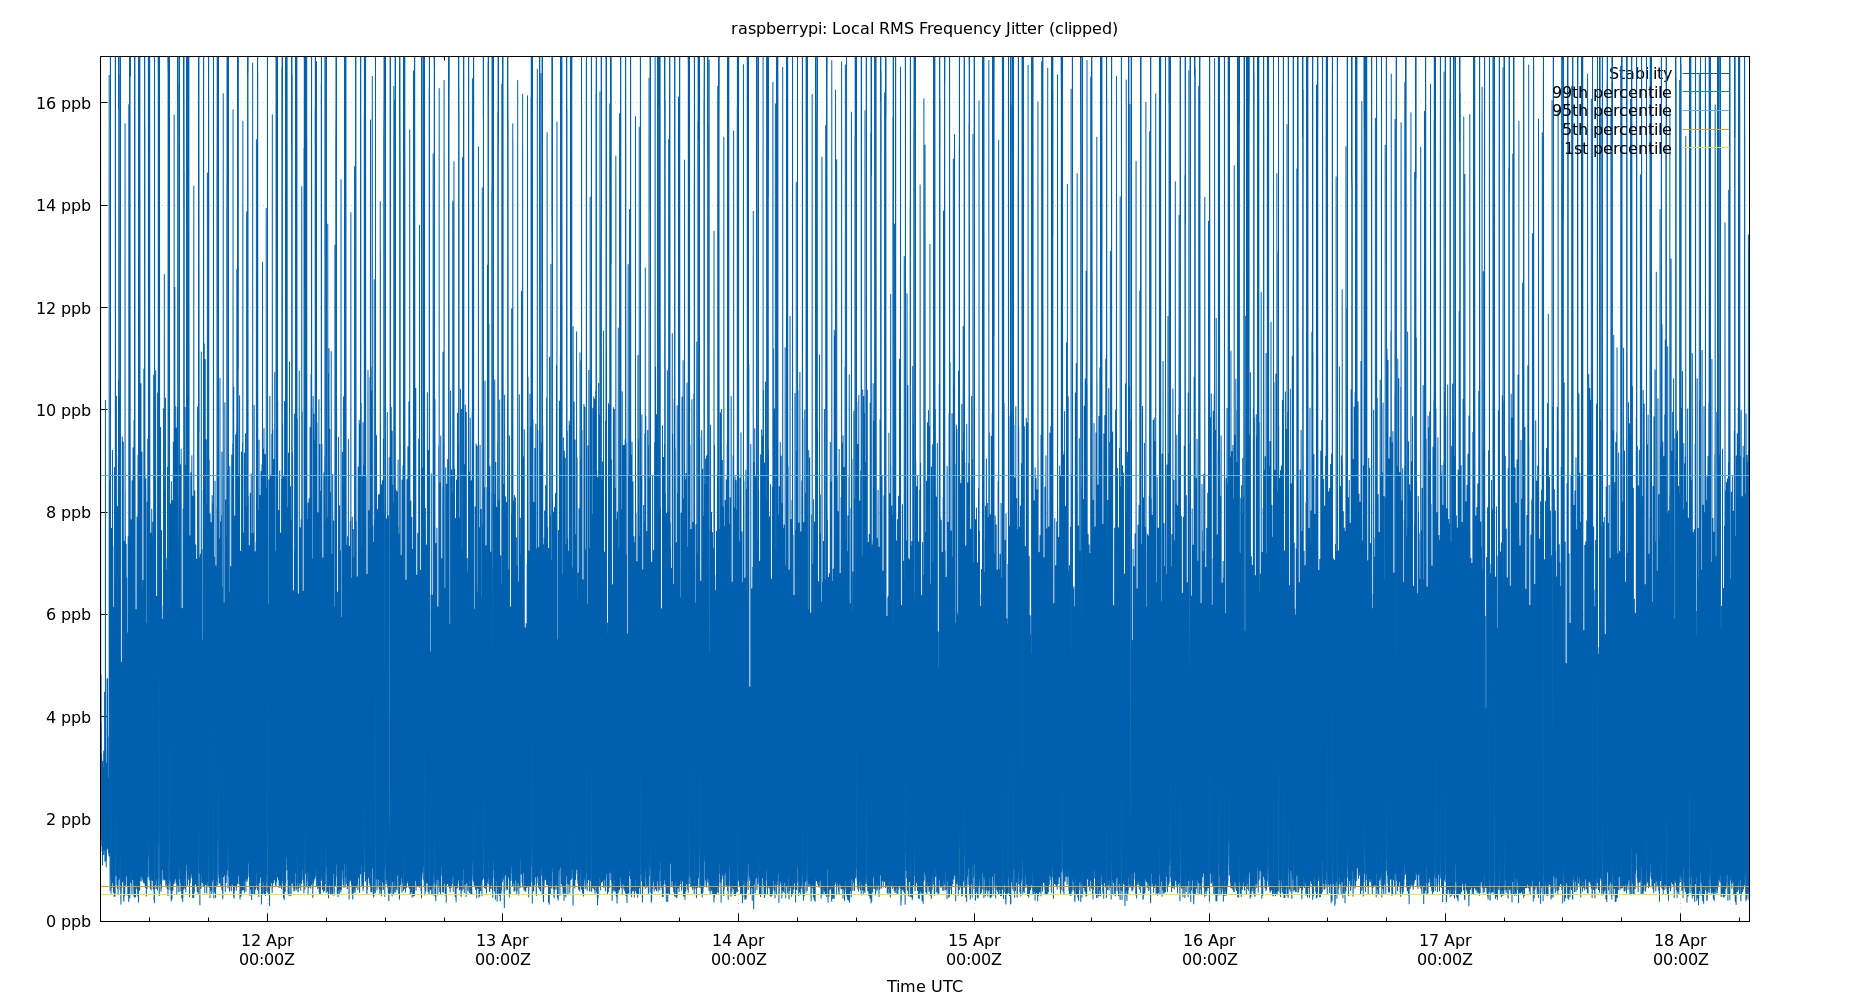 raspberrypi: Local RMS Frequency Jitter (clipped)
Stability
99th percentile
95th percentile
5th percentile
1st percentile
16 ppb
14 ppb
12 ppb
10 ppb
8 ppb
6 ppb
4 ppb
2 ppb
0 ppb
12 Apr 13 Apr 14 Apr 15 Apr 16 Apr 17 Apr 18 Apr
00:00Z 00:00Z 00:00Z 00:00Z 00:00Z 00:00Z 00:00Z
Time UTC